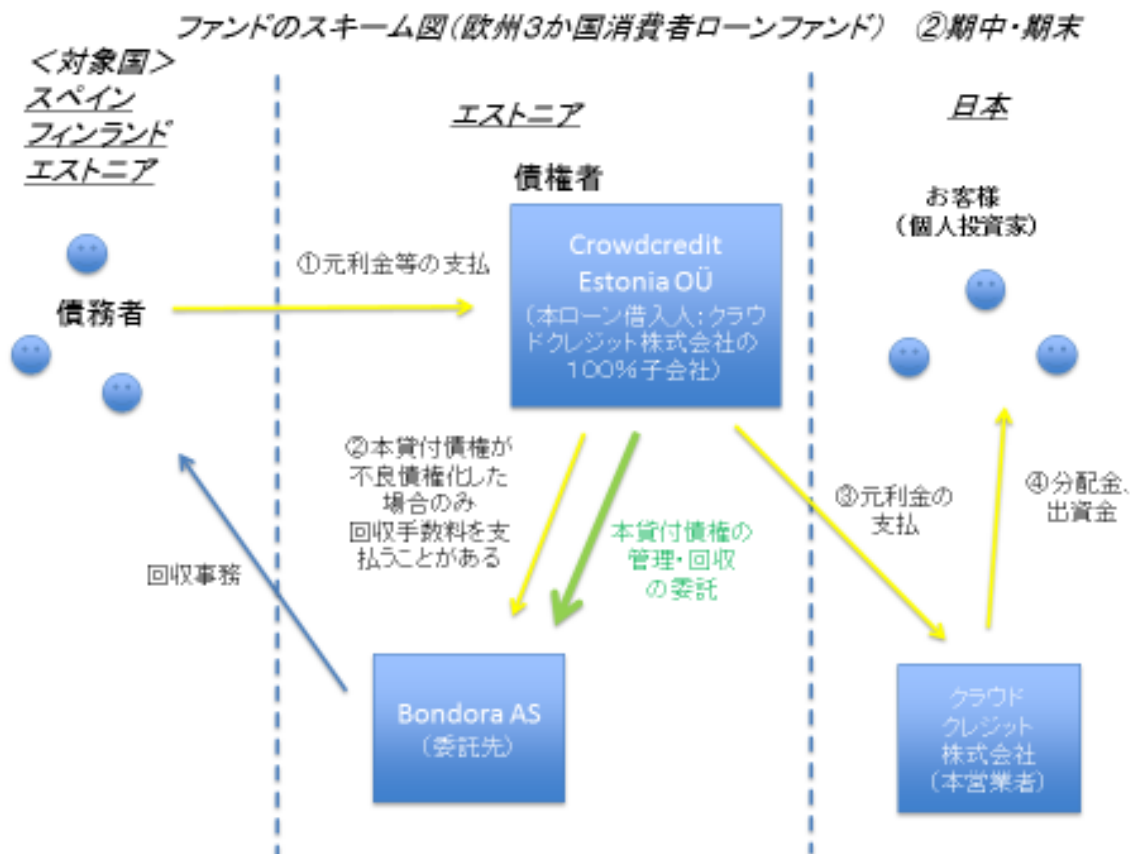 ファンドのスキーム図(欧州3か国消費者ローンファンド) ②期中・期末
<対象国>
スペイン
フィンランド
エストニア
エストニア
日本
債権者
お客様
(個人投資家)
Crowdcredit
Estonia OÜ
(本ローン借入人:クラウ
ドクレジット株式会社の
100%子会社)
①元利金等の支払
債務者
②本貸付債権が
不良債権化した
場合のみ
回収手数料を支
払うことがある
本貸付債権の
管理・回収
の委託
③元利金の
支払
④分配金、
出資金
回収事務
Bondora AS
(委託先)
クラウド
クレジット
株式会社
(本営業者)